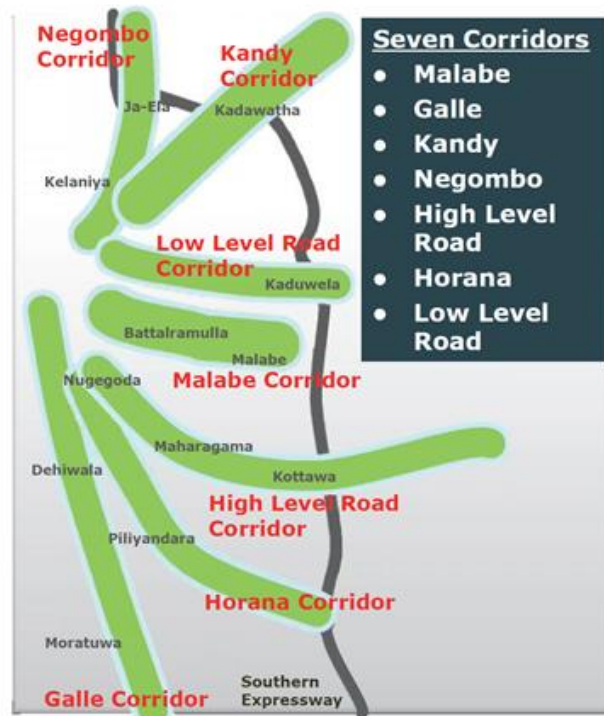 Negombo
Corridor
Kandy
Corridor
Ja-Ela
Kadawatha
Kelaniya
Low Level Road
Corridor
Kaduwela
Battalramulla
Malabe
Nugegoda
Malabe Corridor
Maharagama
Dehiwala
Kottawa
High Level Road
Corridor
Piliyandara
Horana Corridor
Moratuwa
Southern
Expressway
Galle Corridor
Seven Corridors
● Malabe
● Galle
● Kandy
● Negombo
● High Level
Road
● Horana
● Low Level
Road